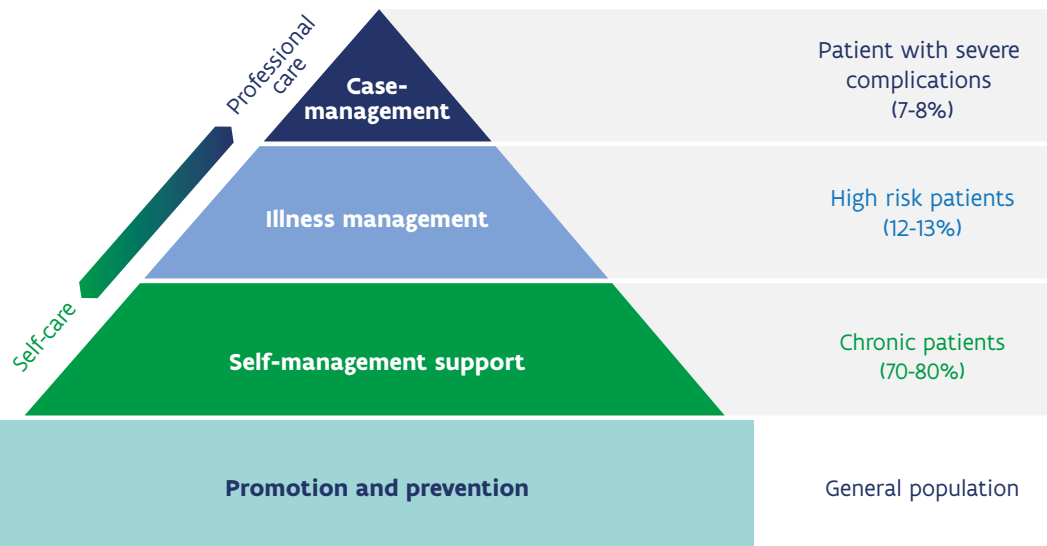 Professional
care
Case-
management
Patient with severe
complications
(7-8%)
Illness management
High risk patients
(12-13%)
Self-care
Self-management support
Chronic patients
(70-80%)
Promotion and prevention
General population